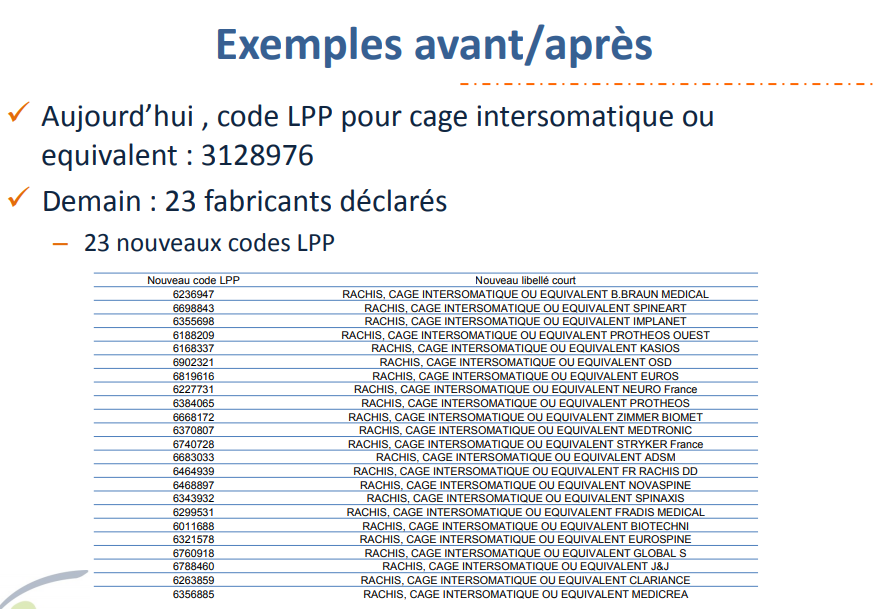 Exemples avant/après
Aujourd’hui , code LPP pour cage intersomatique ou
equivalent : 3128976
Demain : 23 fabricants déclarés
– 23 nouveaux codes LPP
Nouveau code LPP Nouveau libellé court
6236947 RACHIS, CAGE INTERSOMATIQUE OU EQUIVALENT B.BRAUN MEDICAL
6698843 RACHIS, CAGE INTERSOMATIQUE OU EQUIVALENT SPINEART
6355698 RACHIS, CAGE INTERSOMATIQUE OU EQUIVALENT IMPLANET
6188209 RACHIS, CAGE INTERSOMATIQUE OU EQUIVALENT PROTHEOS OUEST
6168337 RACHIS, CAGE INTERSOMATIQUE OU EQUIVALENT KASIOS
6902321 RACHIS, CAGE INTERSOMATIQUE OU EQUIVALENT OSD
6819616 RACHIS, CAGE INTERSOMATIQUE OU EQUIVALENT EUROS
6227731 RACHIS, CAGE INTERSOMATIQUE OU EQUIVALENT NEURO France
6384065 RACHIS, CAGE INTERSOMATIQUE OU EQUIVALENT PROTHEOS
6668172 RACHIS, CAGE INTERSOMATIQUE OU EQUIVALENT ZIMMER BIOMET
6370807 RACHIS, CAGE INTERSOMATIQUE OU EQUIVALENT MEDTRONIC
6740728 RACHIS, CAGE INTERSOMATIQUE OU EQUIVALENT STRYKER France
6683033 RACHIS, CAGE INTERSOMATIQUE OU EQUIVALENT ADSM
6464939 RACHIS, CAGE INTERSOMATIQUE OU EQUIVALENT FR RACHIS DD
6468897 RACHIS, CAGE INTERSOMATIQUE OU EQUIVALENT NOVASPINE
6343932 RACHIS, CAGE INTERSOMATIQUE OU EQUIVALENT SPINAXIS
6299531 RACHIS, CAGE INTERSOMATIQUE OU EQUIVALENT FRADIS MEDICAL
6011688 RACHIS, CAGE INTERSOMATIQUE OU EQUIVALENT BIOTECHNI
6321578 RACHIS, CAGE INTERSOMATIQUE OU EQUIVALENT EUROSPINE
6760918 RACHIS, CAGE INTERSOMATIQUE OU EQUIVALENT GLOBAL S
6788460 RACHIS, CAGE INTERSOMATIQUE OU EQUIVALENT J&J
6263859 RACHIS, CAGE INTERSOMATIQUE OU EQUIVALENT CLARIANCE
6356885 RACHIS, CAGE INTERSOMATIQUE OU EQUIVALENT MEDICREA